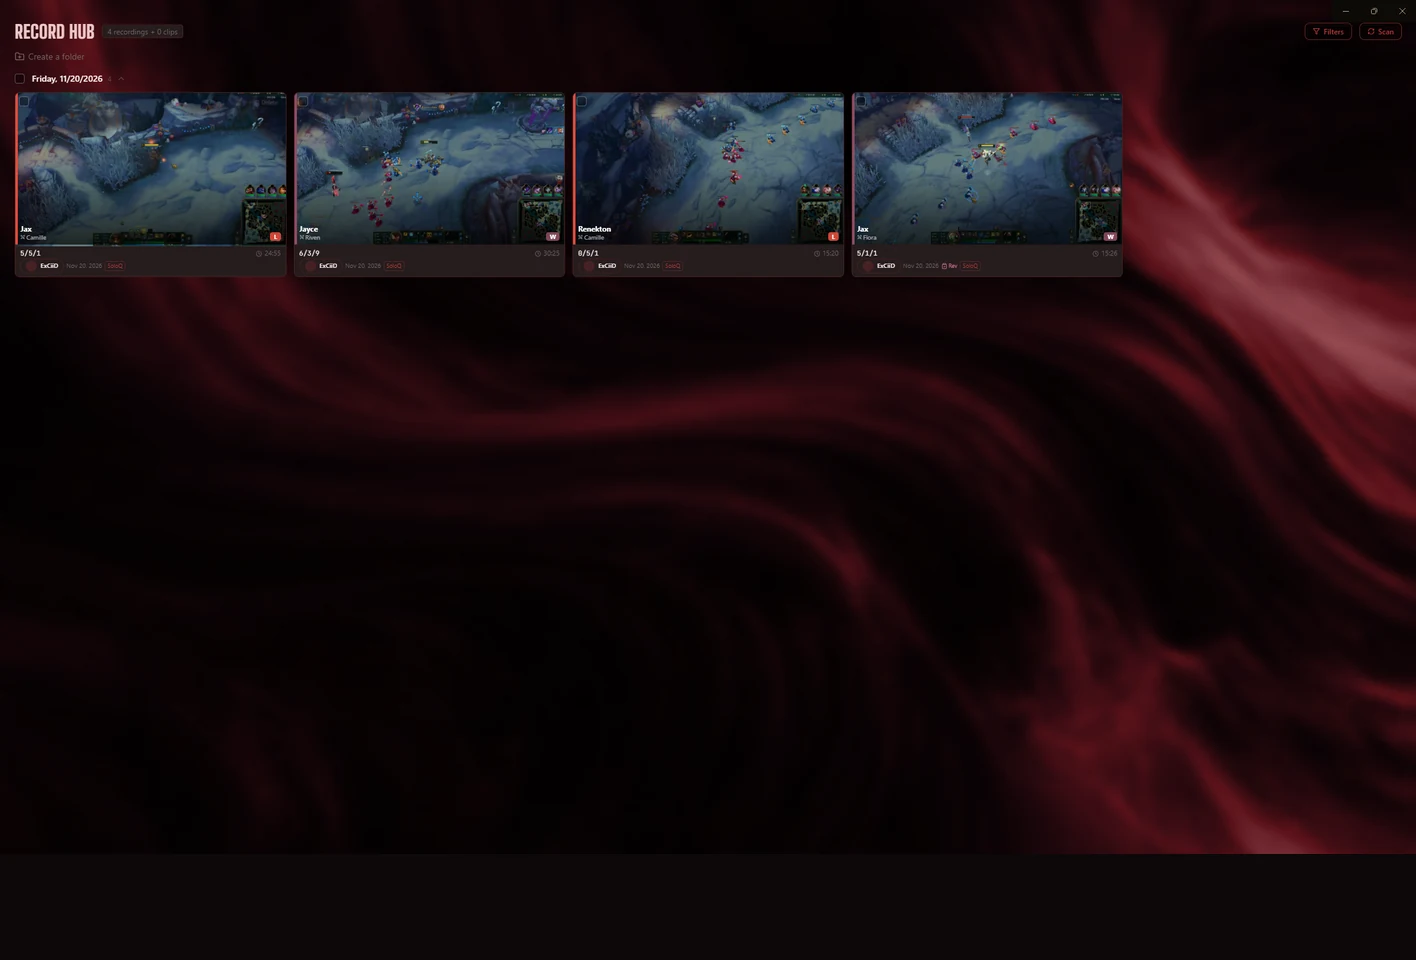 RECORD HUB
4 recordings + 0 clips
Filters
Scan
Create a folder
Friday, 11/20/2026
Jax
Camille
L
5/5/1
24:55
ExCiiD
Nov 20, 2026
SoloQ
Jayce
Riven
W
6/3/9
30:23
ExCiiD
Nov 20, 2026
SoloQ
Renekton
Camille
L
0/5/1
15:20
ExCiiD
Nov 20, 2026
SoloQ
Jax
Fiora
W
5/1/1
15:26
ExCiiD
Nov 20, 2026
Rev
SoloQ